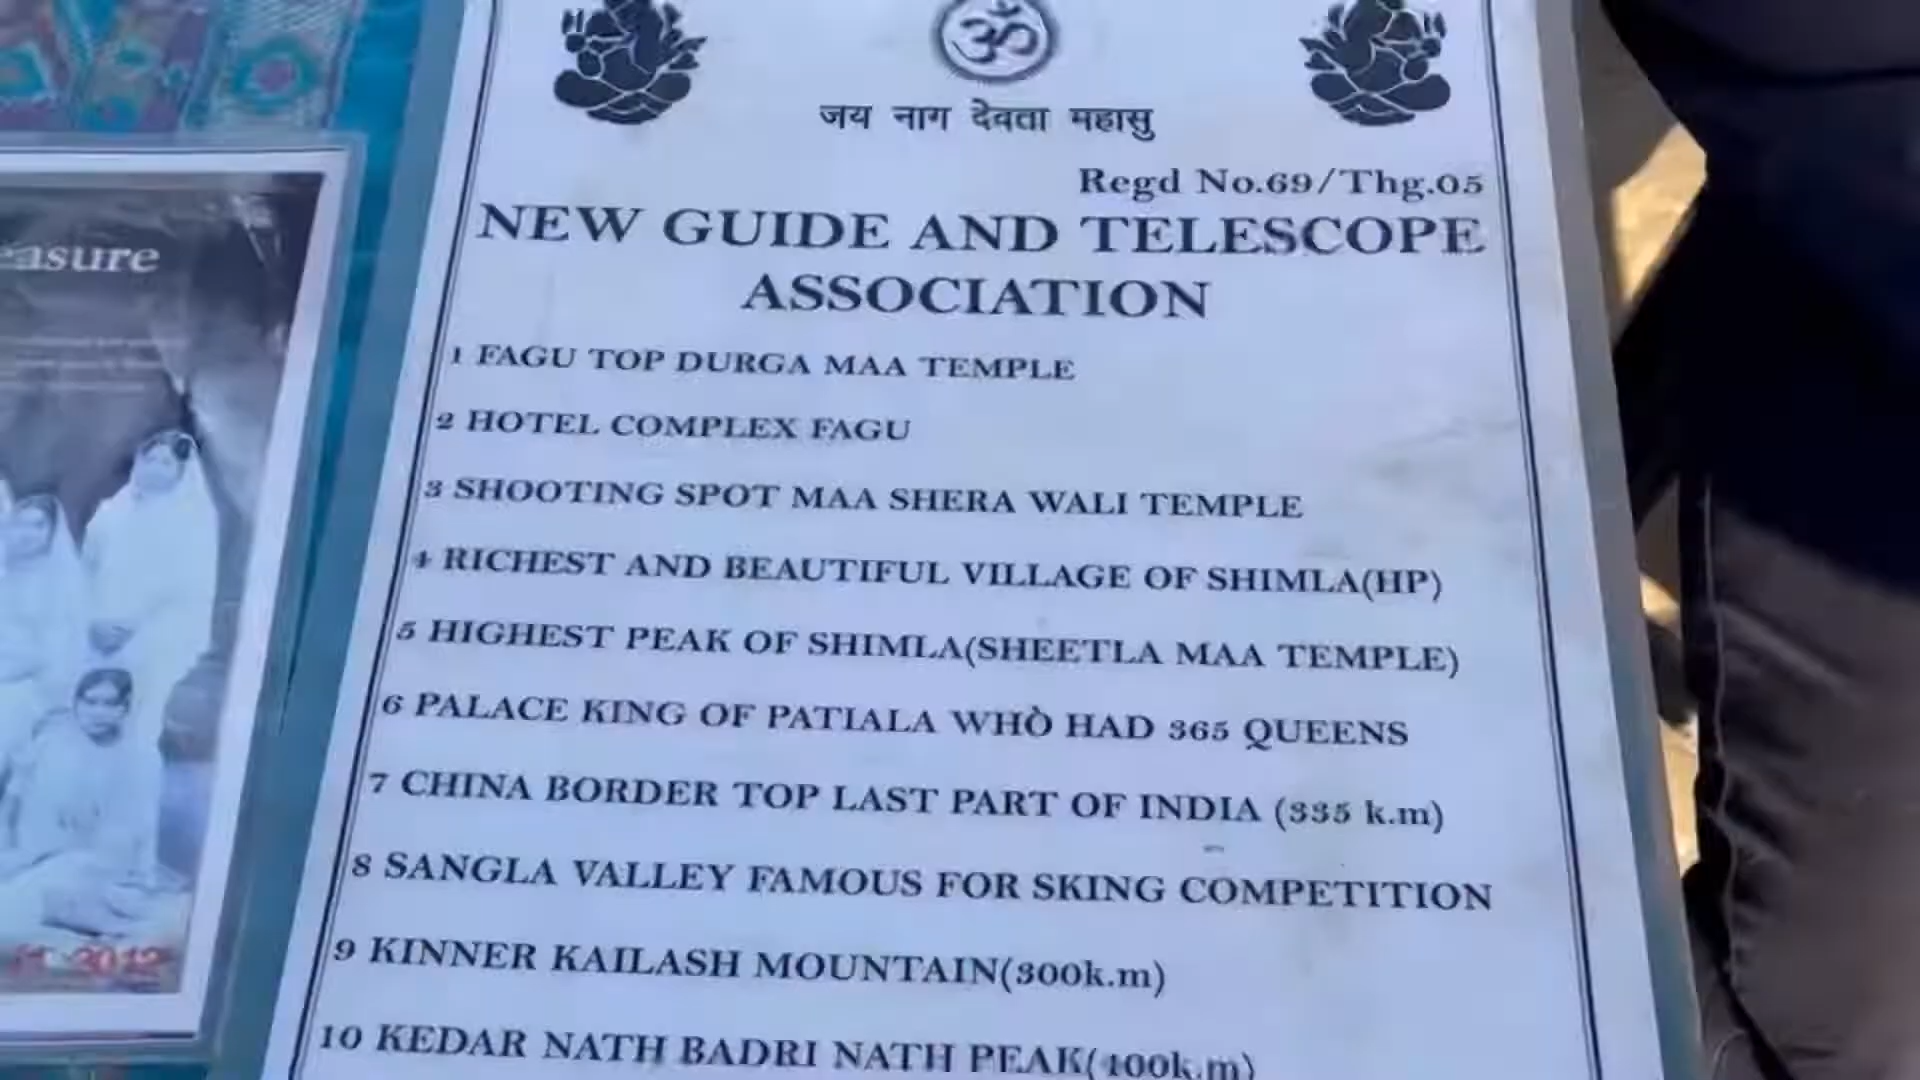 ॐ
जय नाग देवता महासु
Regd No.69/Thg.05
NEW GUIDE AND TELESCOPE
ASSOCIATION
1 FAGU TOP DURGA MAA TEMPLE
2 HOTEL COMPLEX FAGU
3 SHOOTING SPOT MAA SHERA WALI TEMPLE
4 RICHEST AND BEAUTIFUL VILLAGE OF SHIMLA(HP)
5 HIGHEST PEAK OF SHIMLA(SHEETLA MAA TEMPLE)
6 PALACE KING OF PATIALA WHÒ HAD 365 QUEENS
7 CHINA BORDER TOP LAST PART OF INDIA (335 k.m)
8 SANGLA VALLEY FAMOUS FOR SKING COMPETITION
9 KINNER KAILASH MOUNTAIN(300k.m)
10 KEDAR NATH BADRI NATH PEAK(400k.m)
easure
2012